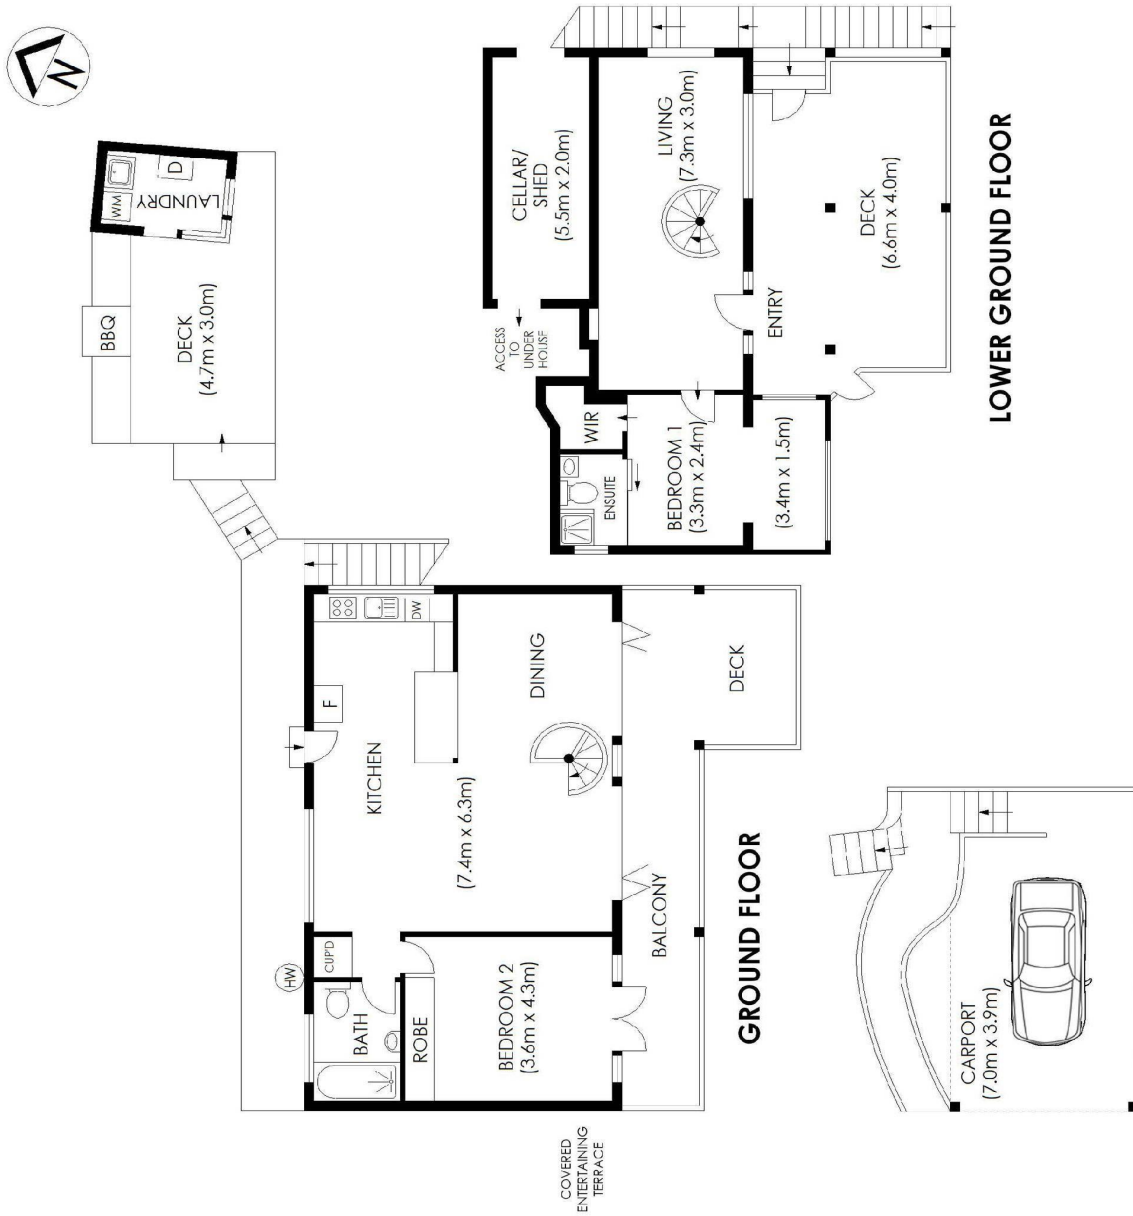 N
BBQ
DECK
(4.7m x 3.0m)
WM
D
LAUNDRY
CELLAR/
SHED
(5.5m x 2.0m)
ACCESS
TO
UNDER
HOUSE
LIVING
(7.3m x 3.0m)
ENTRY
DECK
(6.6m x 4.0m)
WIR
ENSUITE
BEDROOM 1
(3.3m x 2.4m)
(3.4m x 1.5m)
LOWER GROUND FLOOR
HW
CUP'D
BATH
ROBE
BEDROOM 2
(3.6m x 4.3m)
KITCHEN
(7.4m x 6.3m)
F
DW
DINING
BALCONY
DECK
COVERED
ENTERTAINING
TERRACE
GROUND FLOOR
CARPORT
(7.0m x 3.9m)